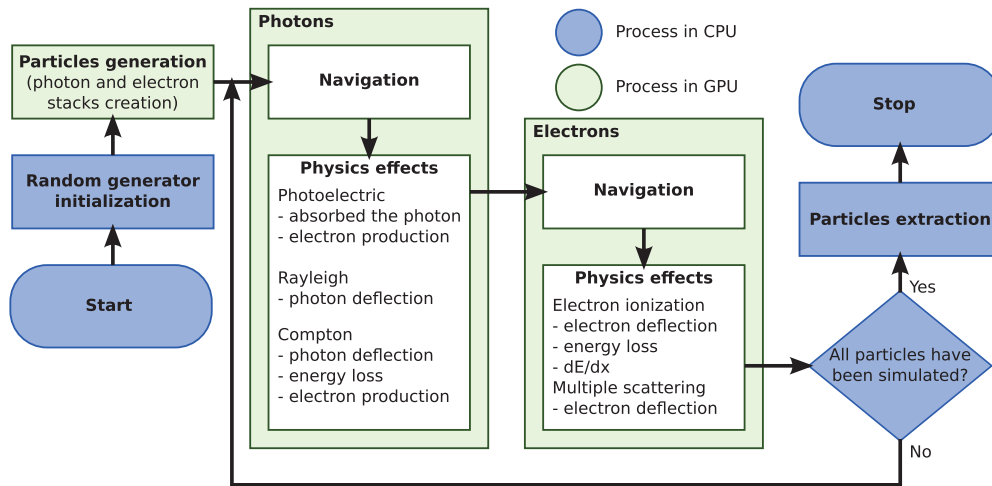 Photons
Process in CPU
Process in GPU
Particles generation
(photon and electron
stacks creation)
Navigation
Stop
Electrons
Random generator
initialization
Physics effects
Photoelectric
- absorbed the photon
- electron production
Rayleigh
- photon deflection
Compton
- photon deflection
- energy loss
- electron production
Navigation
Particles extraction
Start
Physics effects
Electron ionization
- electron deflection
- energy loss
- dE/dx
Multiple scattering
- electron deflection
Yes
All particles have
been simulated?
No